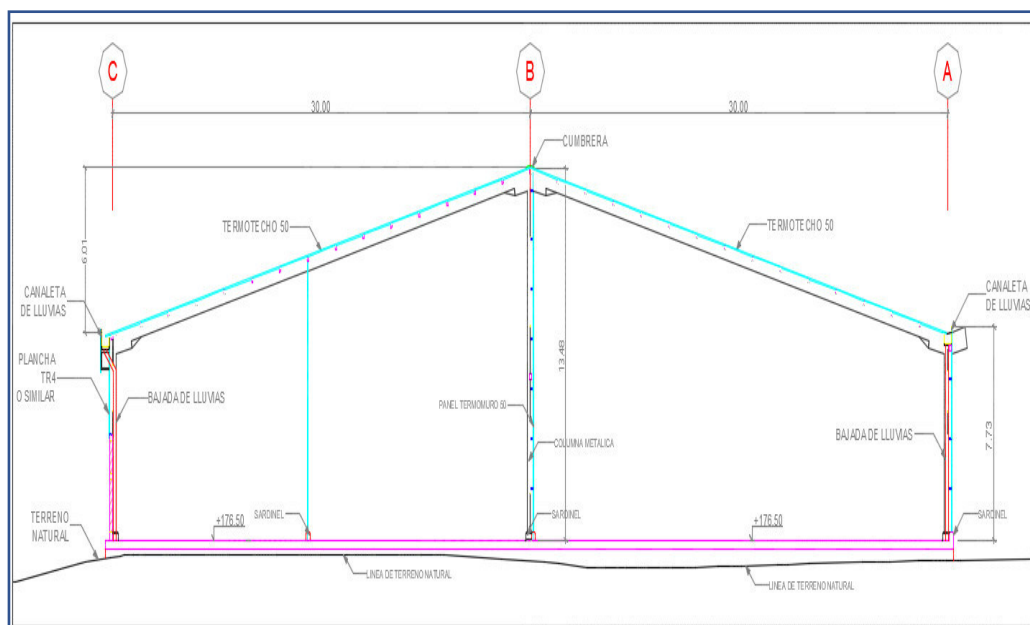 C
B
A
30.00
30.00
CUMBRERA
TERMOTECHO 50
TERMOTECHO 50
6.01
CANALETA
DE LLUVIAS
CANALETA
DE LLUVIAS
PLANCHA
TR4
O SIMILAR
13.48
BAJADA DE LLUVIAS
PANEL TERMOMURO 50
7.73
BAJADA DE LLUVIAS
COLUMNA METALICA
TERRENO
NATURAL
+176.50
SARDINEL
SARDINEL
+176.50
SARDINEL
LINEA DE TERRENO NATURAL
LINEA DE TERRENO NATURAL